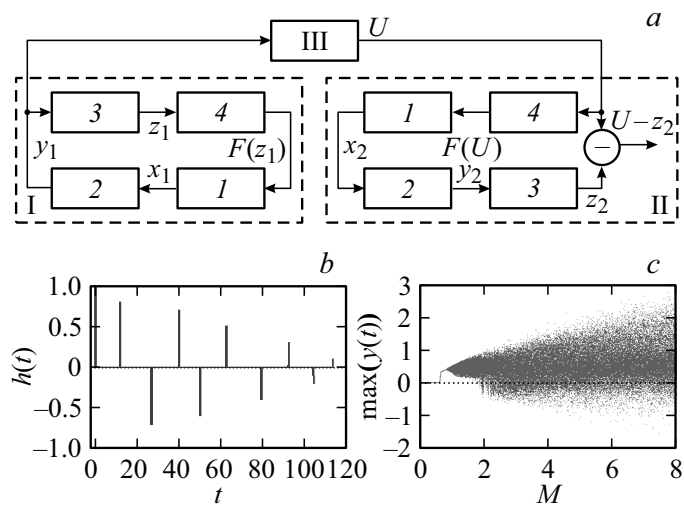 a
III
U
3
z₁
4
1
4
U−z₂
y₁
F(z₁)
x₂
F(U)
−
x₁
y₂
2
1
2
3
z₂
I
II
b
c
1.0
0.5
0
−0.5
−1.0
h(t)
0 20 40 60 80 100 120
t
3
2
1
0
−1
−2
max(y(t))
0 2 4 6 8
M